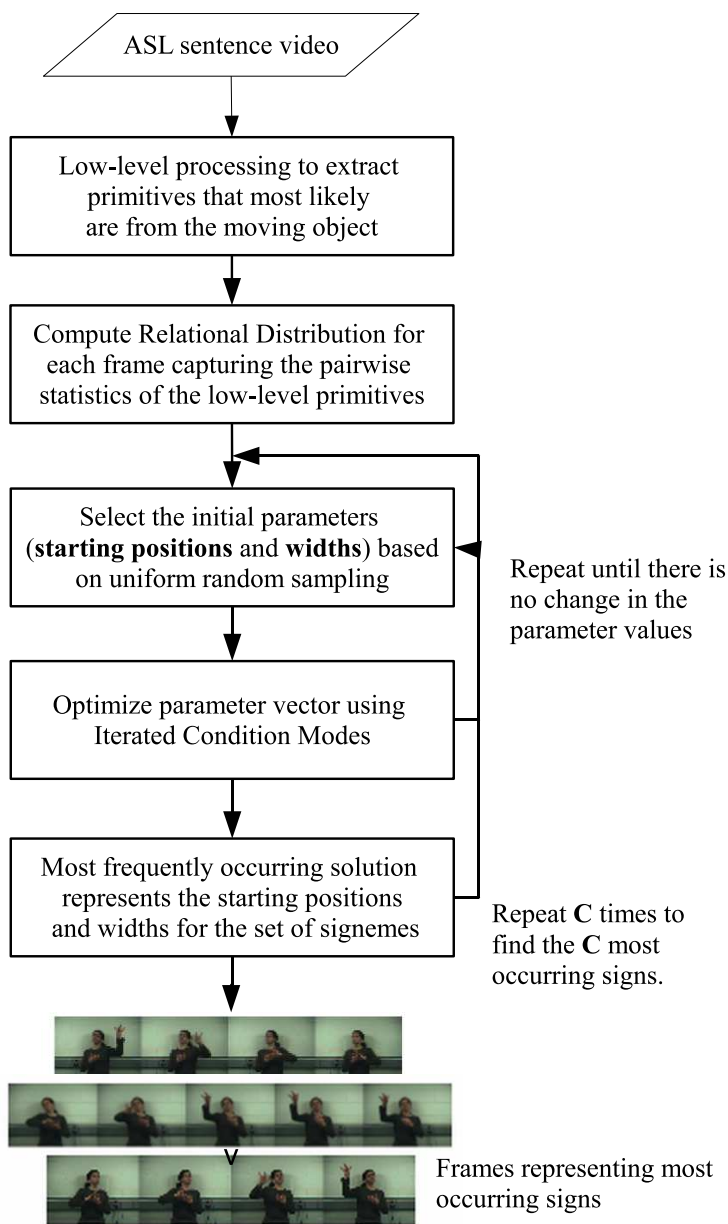 ASL sentence video
Low-level processing to extract
primitives that most likely
are from the moving object
Compute Relational Distribution for
each frame capturing the pairwise
statistics of the low-level primitives
Select the initial parameters
(starting positions and widths) based
on uniform random sampling
Repeat until there is
no change in the
parameter values
Optimize parameter vector using
Iterated Condition Modes
Most frequently occurring solution
represents the starting positions
and widths for the set of signemes
Repeat C times to
find the C most
occurring signs.
Frames representing most
occurring signs